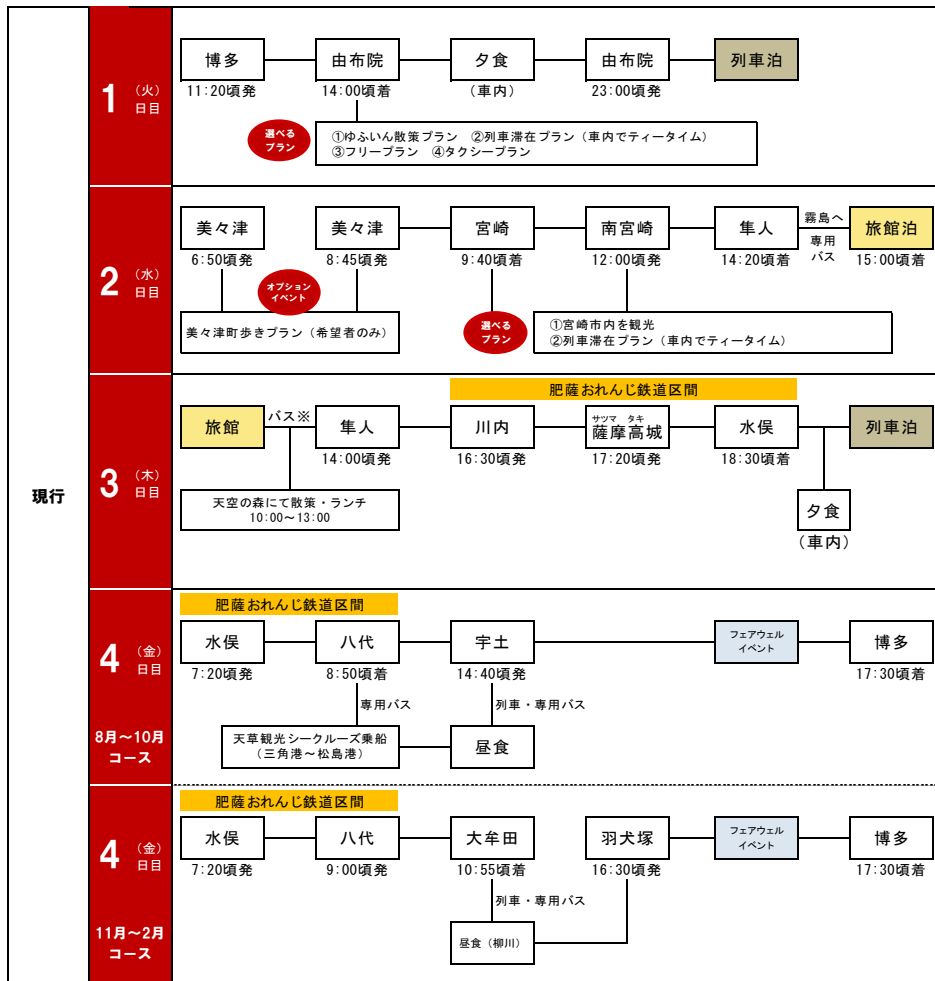 現行
1
（火）
日目
博多
由布院
夕食
由布院
列車泊
11:20頃発
14:00頃着
（車内）
23:00頃発
選べる
プラン
①ゆふいん散策プラン　②列車滞在プラン（車内でティータイム）
③フリープラン　④タクシープラン
2
（水）
日目
美々津
美々津
宮崎
南宮崎
隼人
霧島へ
専用
バス
旅館泊
6:50頃発
8:45頃発
9:40頃着
12:00頃発
14:20頃着
15:00頃着
オプション
イベント
美々津町歩きプラン（希望者のみ）
選べる
プラン
①宮崎市内を観光
②列車滞在プラン（車内でティータイム）
3
（木）
日目
肥薩おれんじ鉄道区間
旅館
バス※
隼人
川内
サツマ　タキ
薩摩高城
水俣
列車泊
14:00頃発
16:30頃発
17:20頃発
18:30頃着
天空の森にて散策・ランチ
10:00～13:00
夕食
（車内）
4
（金）
日目
8月～10月
コース
肥薩おれんじ鉄道区間
水俣
八代
宇土
フェアウェル
イベント
博多
7:20頃発
8:50頃着
14:40頃発
17:30頃着
専用バス
列車・専用バス
天草観光シークルーズ乗船
（三角港～松島港）
昼食
4
（金）
日目
11月～2月
コース
肥薩おれんじ鉄道区間
水俣
八代
大牟田
羽犬塚
フェアウェル
イベント
博多
7:20頃発
9:00頃発
10:55頃着
16:30頃発
17:30頃着
列車・専用バス
昼食（柳川）